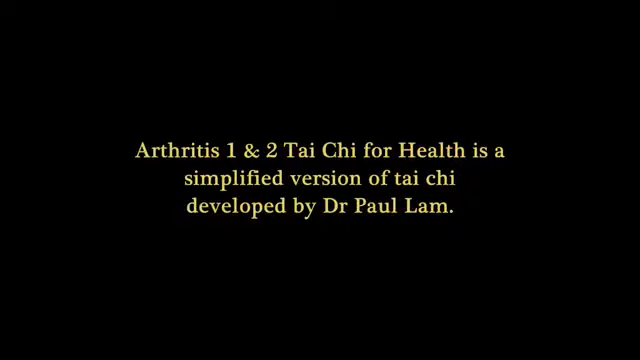 Arthritis 1 & 2 Tai Chi for Health is a
simplified version of tai chi
developed by Dr Paul Lam.